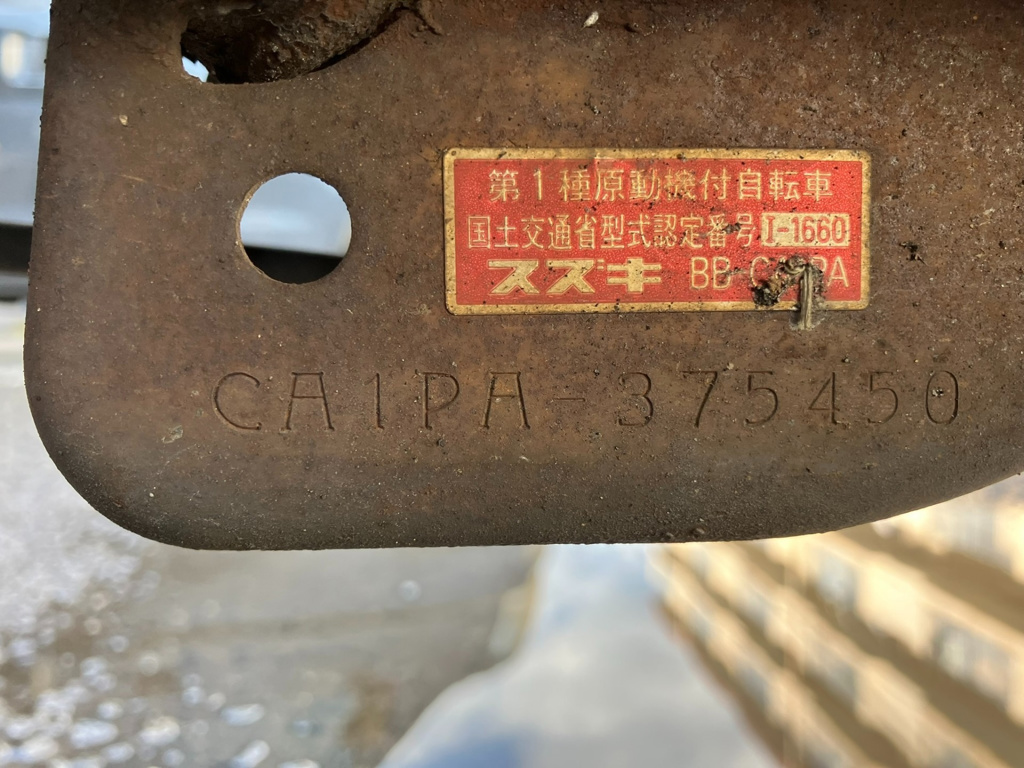 第1種原動機付自転車
国土交通省型式認定番号 I-1660
スズキ
CA1PA-375450